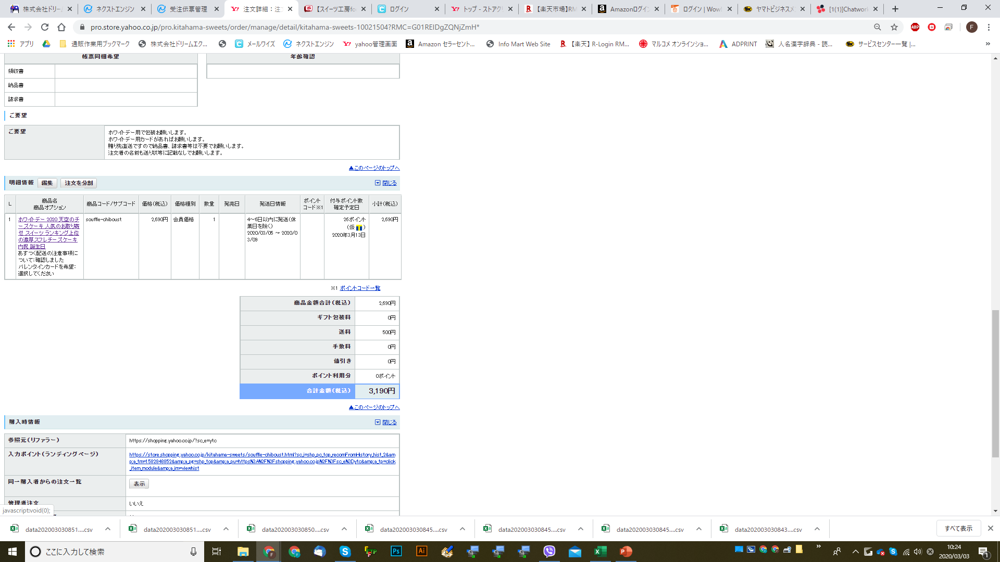 株式会社ドリーム
ネクストエンジン
受注伝票管理
注文詳細：注文
【スイーツ工房fo
ログイン
トップ - ストアクリ
【楽天市場】RM
Amazonログイン
ログイン | Wow!
ヤマトビジネスメン
[1(1)]Chatwork
pro.store.yahoo.co.jp/pro.kitahama-sweets/order/manage/detail/kitahama-sweets-10021504?RMC=G01REIDgZQNjZmH*
アプリ
通販作業用ブックマーク
株式会社ドリームエク...
メールワイズ
ネクストエンジン
yahoo管理画面
Amazon セラーセント...
Info Mart Web Site
【楽天】R-Login RM...
マルコメ オンラインショ...
ADPRINT
人名漢字辞典 - 読...
サービスセンター一覧 |...
帳票同梱希望
年齢確認
領収書
納品書
請求書
ご要望
ご要望
ホワイトデー用で包装お願いします。
ホワイトデー用カードがあればお願いします。
贈り先直送ですので納品書、請求書等は不要でお願いします。
注文者の名前も送り状等に記載なしでお願いします。
▲このページのトップへ
明細情報 編集 注文を分割
閉じる
L 商品名 商品オプション 商品コード/サブコード 価格(税込) 価格種別 数量 発売日 発送日情報 ポイントコード※1 付与ポイント数 確定予定日 小計(税込)
1
ホワイトデー 2020 天空のチ
ーズケーキ 人気のお取り寄
せ スイーツ ランキング上位
の濃厚スフレチーズケーキ
内祝 誕生日
あすつく配送の注意事項に
ついて:確認しました
バレンタインカードを希望:
選択してください
souffle-chiboust
2,690円
会員価格
1
4～6日以内に発送(休
業日を除く)
2020/03/05 ～ 2020/0
3/09
26ポイント
(仮 )
2020年3月13日
2,690円
※1 ポイントコード一覧
商品金額合計(税込) 2,690円
ギフト包装料 0円
送料 500円
手数料 0円
値引き 0円
ポイント利用分 0ポイント
合計金額(税込) 3,190円
▲このページのトップへ
購入時情報
閉じる
参照元(リファラー) https://shopping.yahoo.co.jp/?sc_e=ytc
入力ポイント(ランディングページ)
https://store.shopping.yahoo.co.jp/kitahama-sweets/souffle-chiboust.html?sc_i=shp_pc_top_recomFromHistory_hist_2&am
p;a_tm=1582848852&amp;a_pg=shp_top&amp;a_pu=https%3A%2F%2Fshopping.yahoo.co.jp%2F%3Fsc_e%3Dytc&amp;a_tp=click
_item_module&amp;a_im=viewhist
同一購入者からの注文一覧 表示
管理者注文 いいえ
javascript:void(0);
data202003030851....csv
data202003030851....csv
data202003030850....csv
data202003030845....csv
data202003030845....csv
data202003030845....csv
data202003030843....csv
すべて表示
ここに入力して検索
10:24
2020/03/03
1